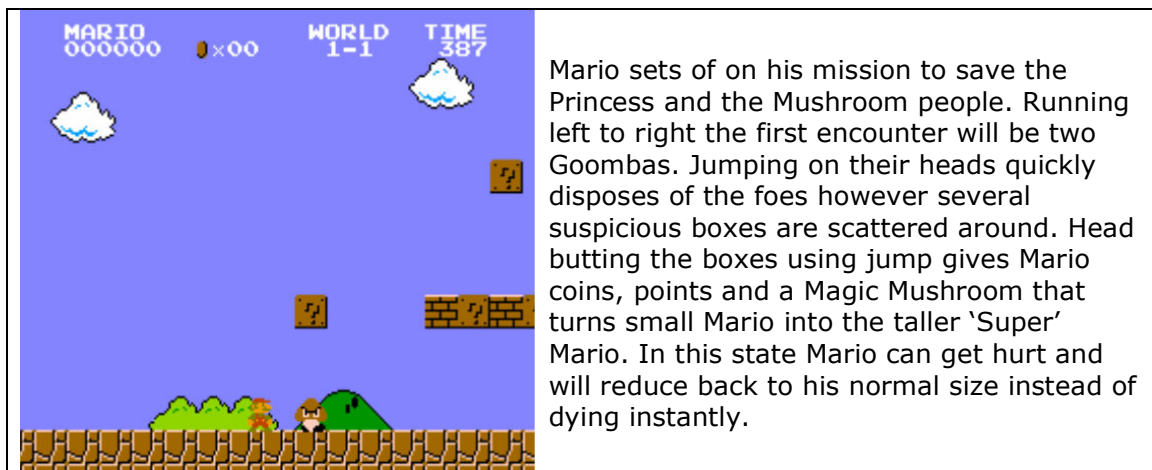 MARIO WORLD TIME
000000 ×00 1-1 387
?
? ?
Mario sets of on his mission to save the
Princess and the Mushroom people. Running
left to right the first encounter will be two
Goombas. Jumping on their heads quickly
disposes of the foes however several
suspicious boxes are scattered around. Head
butting the boxes using jump gives Mario
coins, points and a Magic Mushroom that
turns small Mario into the taller ‘Super’
Mario. In this state Mario can get hurt and
will reduce back to his normal size instead of
dying instantly.